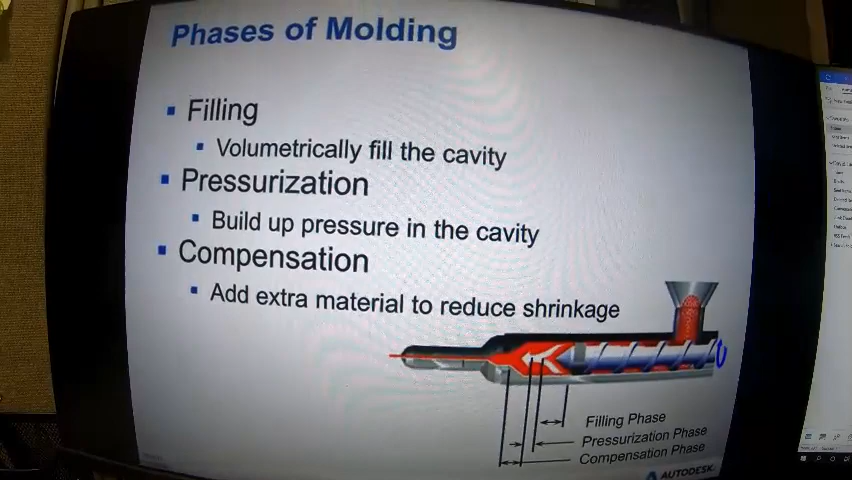 Phases of Molding
Filling
Volumetrically fill the cavity
Pressurization
Build up pressure in the cavity
Compensation
Add extra material to reduce shrinkage
Filling Phase
Pressurization Phase
Compensation Phase
AUTODESK